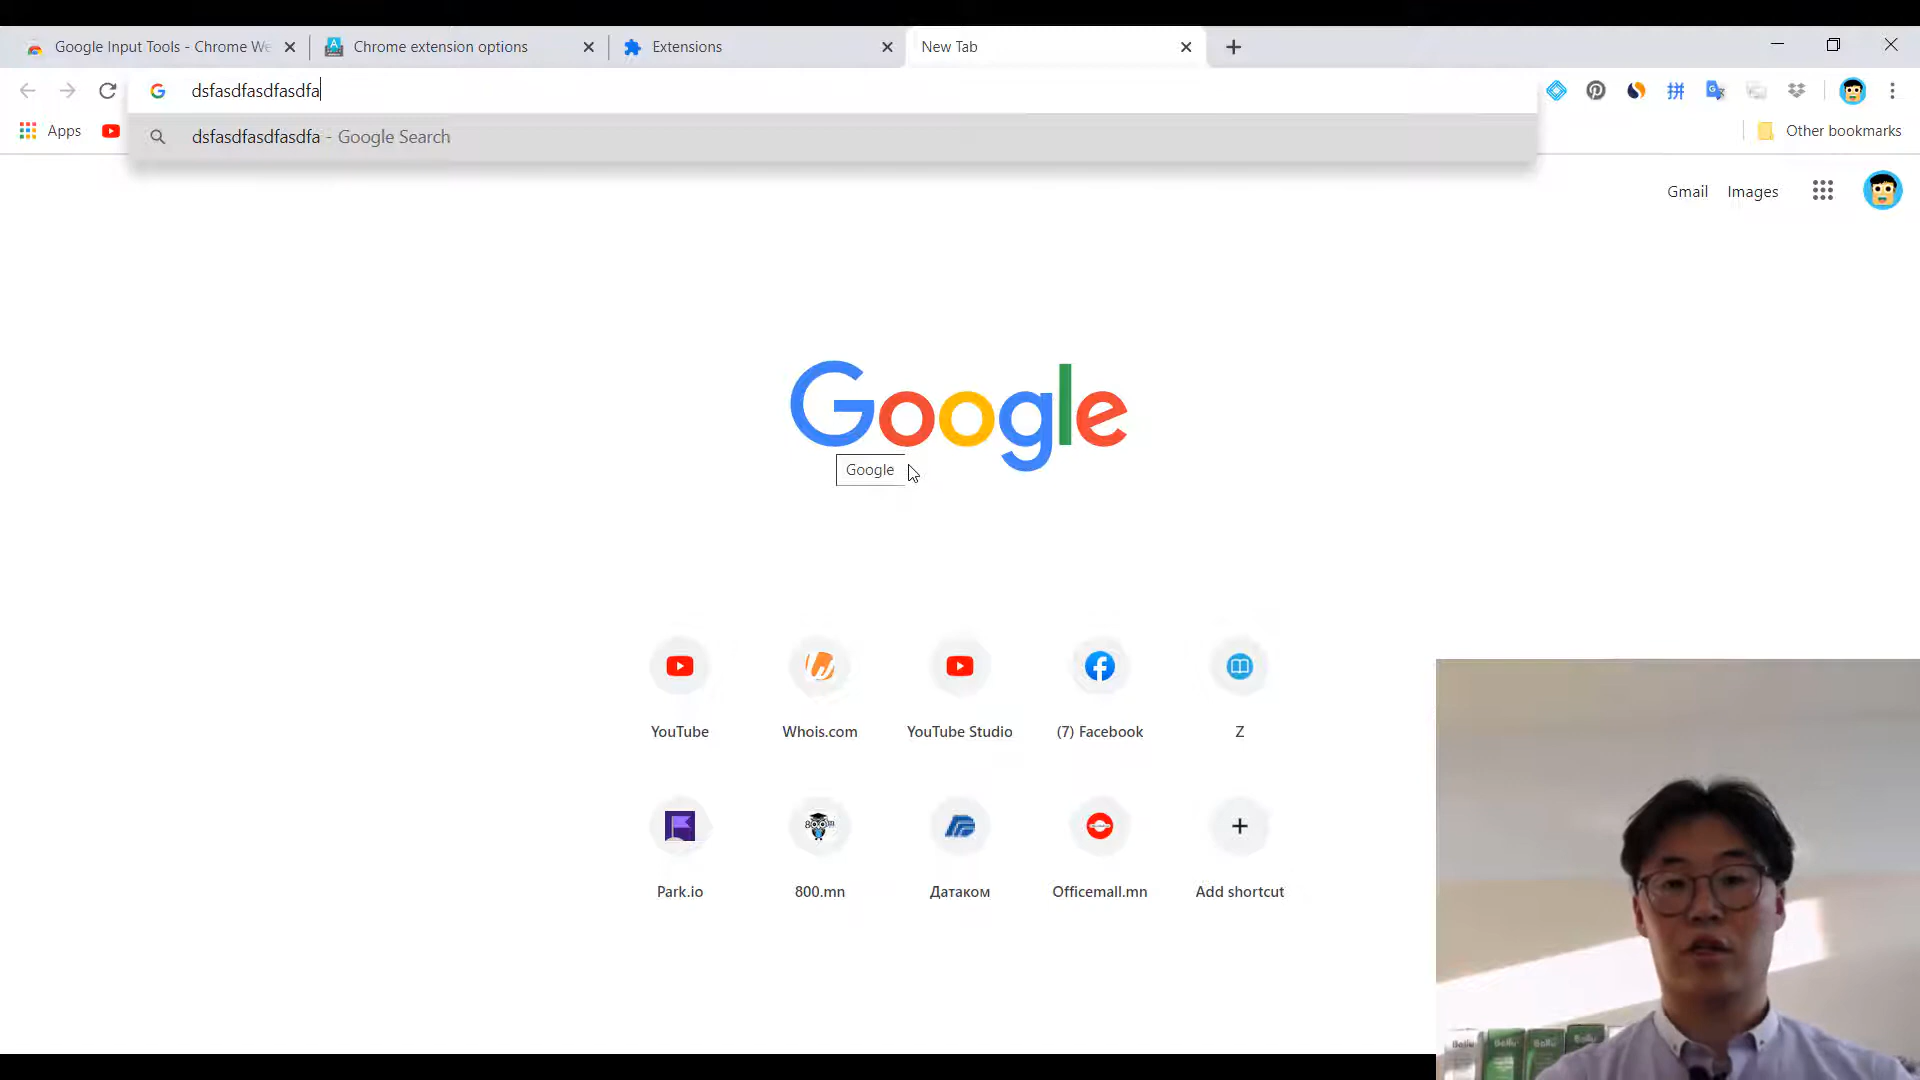 Google Input Tools - Chrome We
Chrome extension options
Extensions
New Tab
dsfasdfasdfasdfa
Apps
dsfasdfasdfasdfa - Google Search
Other bookmarks
Gmail
Images
Google
Google
YouTube
Whois.com
YouTube Studio
(7) Facebook
Z
Park.io
800.mn
Датаком
Officemall.mn
Add shortcut